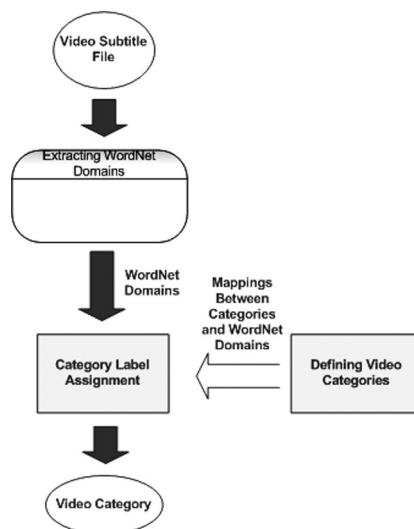 Video Subtitle
File
Extracting WordNet
Domains
WordNet
Domains
Mappings
Between
Categories
and WordNet
Domains
Category Label
Assignment
Defining Video
Categories
Video Category